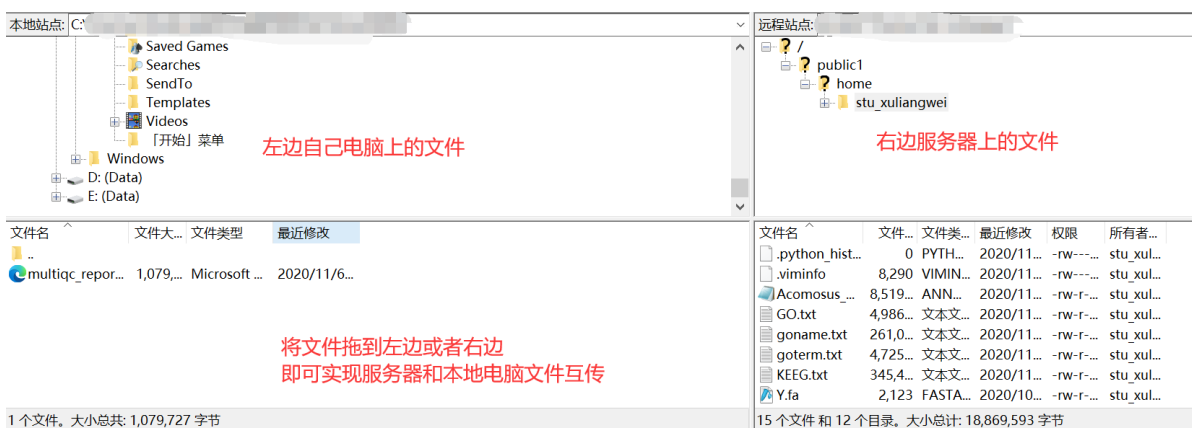 本地站点: C:\
Saved Games
Searches
SendTo
Templates
Videos
「开始」菜单
Windows
D: (Data)
E: (Data)
左边自己电脑上的文件
远程站点:
/
public1
home
stu_xuliangwei
右边服务器上的文件
文件名 文件大... 文件类型 最近修改
..
multiqc_repor... 1,079,... Microsoft ... 2020/11/6...
将文件拖到左边或者右边
即可实现服务器和本地电脑文件互传
1 个文件。大小总共: 1,079,727 字节
文件名 文件... 文件类... 最近修改 权限 所有者...
.python_hist... 0 PYTH... 2020/11... -rw---... stu_xul...
.viminfo 8,290 VIMIN... 2020/11... -rw---... stu_xul...
Acomosus_... 8,519... ANN... 2020/11... -rw-r-... stu_xul...
GO.txt 4,986... 文本文... 2020/11... -rw-r-... stu_xul...
goname.txt 261,0... 文本文... 2020/11... -rw-r-... stu_xul...
goterm.txt 4,725... 文本文... 2020/11... -rw-r-... stu_xul...
KEEG.txt 345,4... 文本文... 2020/11... -rw-r-... stu_xul...
Y.fa 2,123 FASTA... 2020/10... -rw-r-... stu_xul...
15 个文件 和 12 个目录。大小总计: 18,869,593 字节